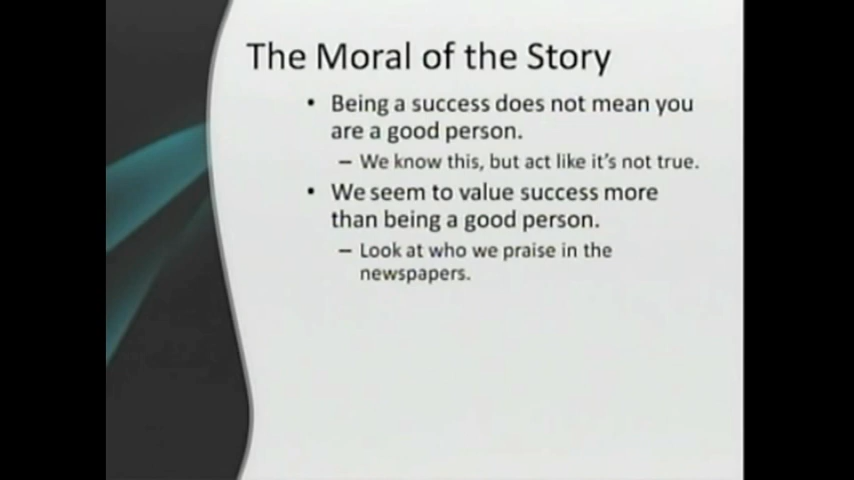 The Moral of the Story
• Being a success does not mean you
are a good person.
– We know this, but act like it's not true.
• We seem to value success more
than being a good person.
– Look at who we praise in the
newspapers.